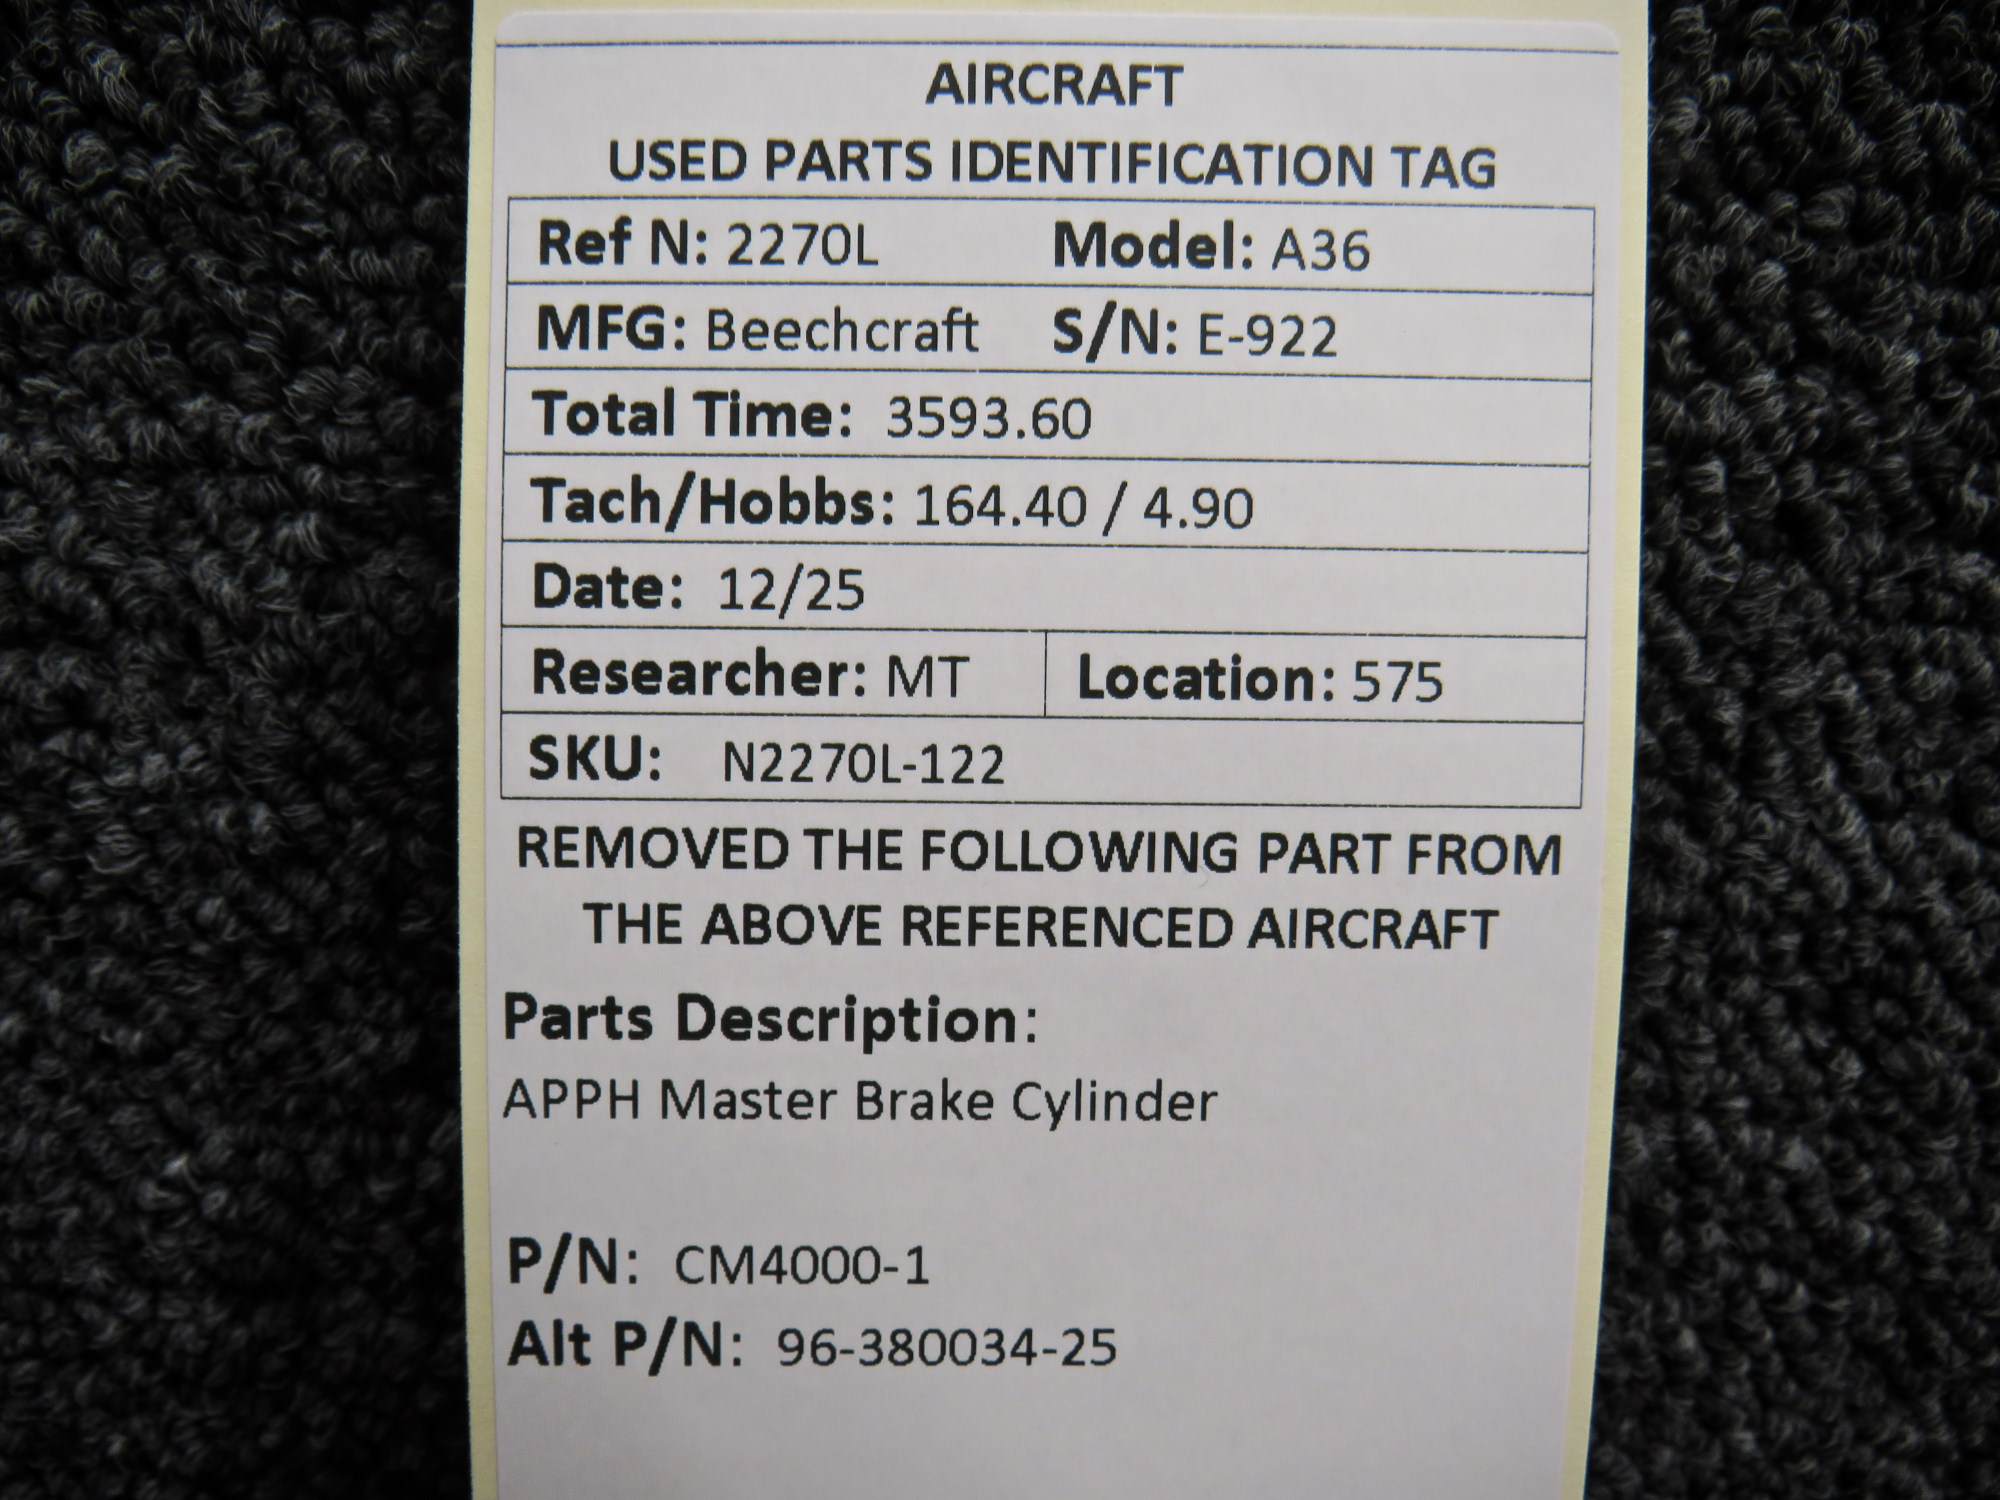 AIRCRAFT
USED PARTS IDENTIFICATION TAG
Ref N: 2270L Model: A36
MFG: Beechcraft S/N: E-922
Total Time: 3593.60
Tach/Hobbs: 164.40 / 4.90
Date: 12/25
Researcher: MT Location: 575
SKU: N2270L-122
REMOVED THE FOLLOWING PART FROM
THE ABOVE REFERENCED AIRCRAFT
Parts Description:
APPH Master Brake Cylinder
P/N: CM4000-1
Alt P/N: 96-380034-25